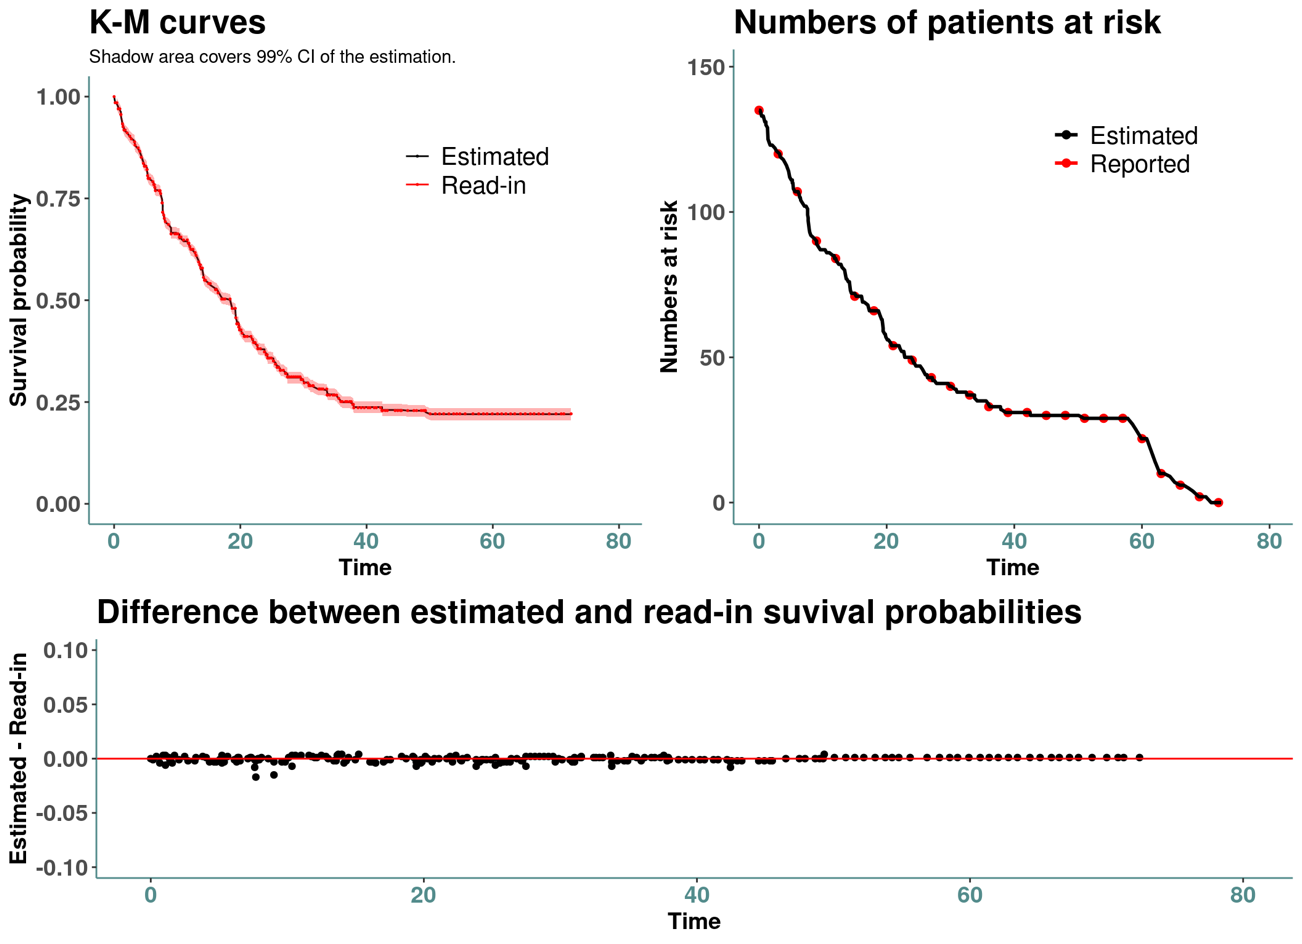 K-M curves
Shadow area covers 99% CI of the estimation.
Survival probability
1.00
0.75
0.50
0.25
0.00
Estimated
Read-in
0 20 40 60 80
Time
Numbers of patients at risk
Numbers at risk
150
100
50
0
Estimated
Reported
0 20 40 60 80
Time
Difference between estimated and read-in suvival probabilities
Estimated - Read-in
0.10
0.05
0.00
-0.05
-0.10
0 20 40 60 80
Time